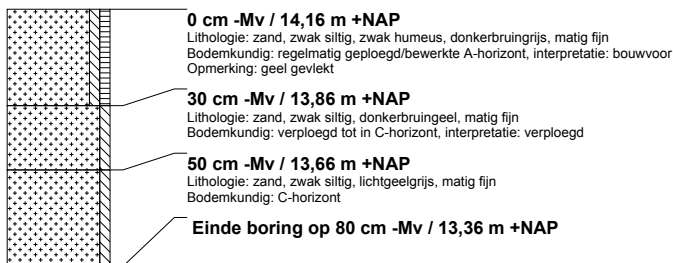 0 cm -Mv / 14,16 m +NAP
Lithologie: zand, zwak siltig, zwak humeus, donkerbruingrijs, matig fijn
Bodemkundig: regelmatig geploegd/bewerkte A-horizont, interpretatie: bouwvoor
Opmerking: geel gevlekt
30 cm -Mv / 13,86 m +NAP
Lithologie: zand, zwak siltig, donkerbruingeel, matig fijn
Bodemkundig: verploegd tot in C-horizont, interpretatie: verploegd
50 cm -Mv / 13,66 m +NAP
Lithologie: zand, zwak siltig, lichtgeelgrijs, matig fijn
Bodemkundig: C-horizont
Einde boring op 80 cm -Mv / 13,36 m +NAP